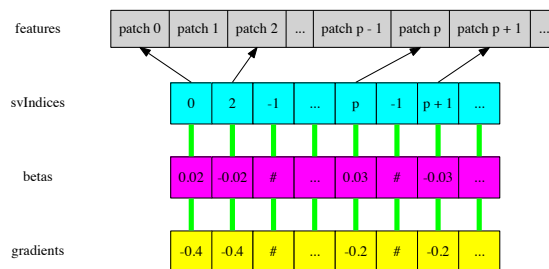 features patch 0 patch 1 patch 2 ... patch p - 1 patch p patch p + 1 ...
svIndices 0 2 -1 ... p -1 p + 1 ...
betas 0.02 -0.02 # ... 0.03 # -0.03 ...
gradients -0.4 -0.4 # ... -0.2 # -0.2 ...